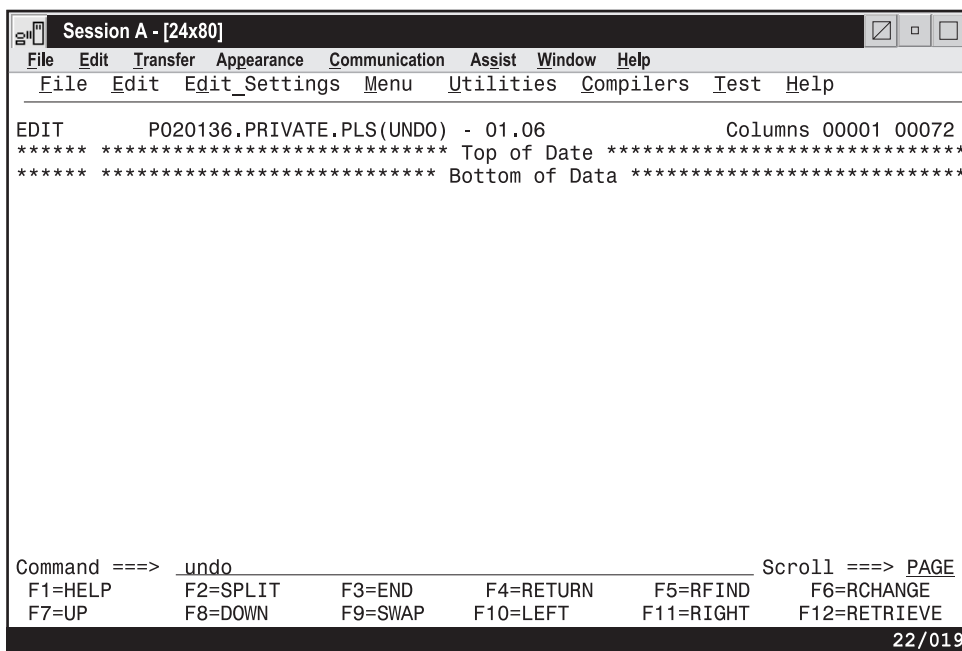 Session A - [24x80]
File Edit Transfer Appearance Communication Assist Window Help
File Edit Edit_Settings Menu Utilities Compilers Test Help
EDIT PO20136.PRIVATE.PLS(UNDO) - 01.06 Columns 00001 00072
****** ***************************** Top of Date ******************************
****** **************************** Bottom of Data ****************************
Command ===> undo Scroll ===> PAGE
F1=HELP F2=SPLIT F3=END F4=RETURN F5=RFIND F6=RCHANGE
F7=UP F8=DOWN F9=SWAP F10=LEFT F11=RIGHT F12=RETRIEVE
22/019